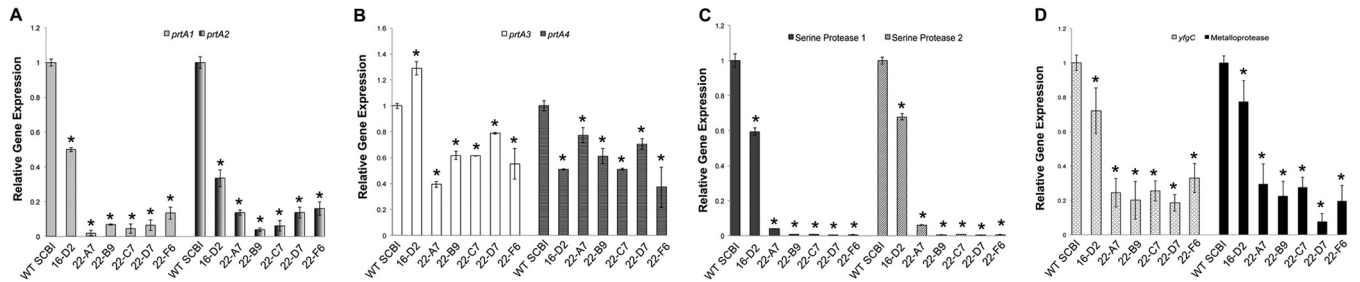 A
prtA1 prtA2
Relative Gene Expression
1.2
1
0.8
0.6
0.4
0.2
0
* * * * * * * * * * * *
WT SCBI 16-D2 22-A7 22-B9 22-C7 22-D7 22-F6 WT SCBI 16-D2 22-A7 22-B9 22-C7 22-D7 22-F6
B
prtA3 prtA4
Relative Gene Expression
1.6
1.4
1.2
1
0.8
0.6
0.4
0.2
0
* * * * * * * * * * * *
WT SCBI 16-D2 22-A7 22-B9 22-C7 22-D7 22-F6 WT SCBI 16-D2 22-A7 22-B9 22-C7 22-D7 22-F6
C
Serine Protease 1 Serine Protease 2
Relative Gene Expression
1.2
1
0.8
0.6
0.4
0.2
0
* * * * * * * * * * * *
WT SCBI 16-D2 22-A7 22-B9 22-C7 22-D7 22-F6 WT SCBI 16-D2 22-A7 22-B9 22-C7 22-D7 22-F6
D
yfgC Metalloprotease
Relative Gene Expression
1.2
1
0.8
0.6
0.4
0.2
0
* * * * * * * * * * * *
WT SCBI 16-D2 22-A7 22-B9 22-C7 22-D7 22-F6 WT SCBI 16-D2 22-A7 22-B9 22-C7 22-D7 22-F6